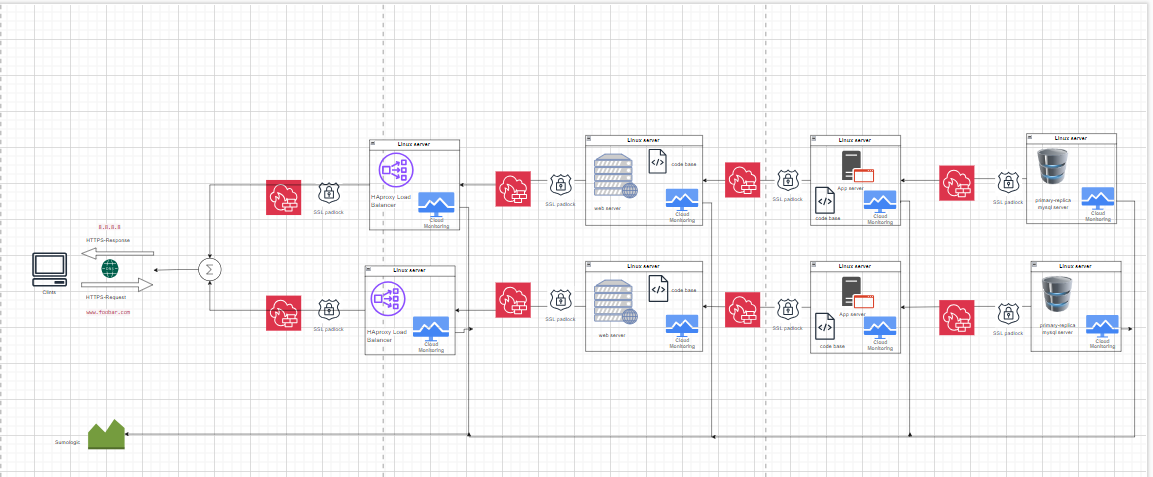 8.8.8.8
HTTPS-Response
DNS
Clints
HTTPS-Request
www.foobar.com
Σ
SSL padlock
Linux server
HAproxy Load
Balancer
Cloud
Monitoring
SSL padlock
Linux server
code base
web server
Cloud
Monitoring
SSL padlock
Linux server
App server
code base
Cloud
Monitoring
SSL padlock
Linux server
primary-replica
mysql server
Cloud
Monitoring
SSL padlock
Linux server
HAproxy Load
Balancer
Cloud
Monitoring
SSL padlock
Linux server
code base
web server
Cloud
Monitoring
SSL padlock
Linux server
App server
code base
Cloud
Monitoring
SSL padlock
Linux server
primary-replica
mysql server
Cloud
Monitoring
Sumologic